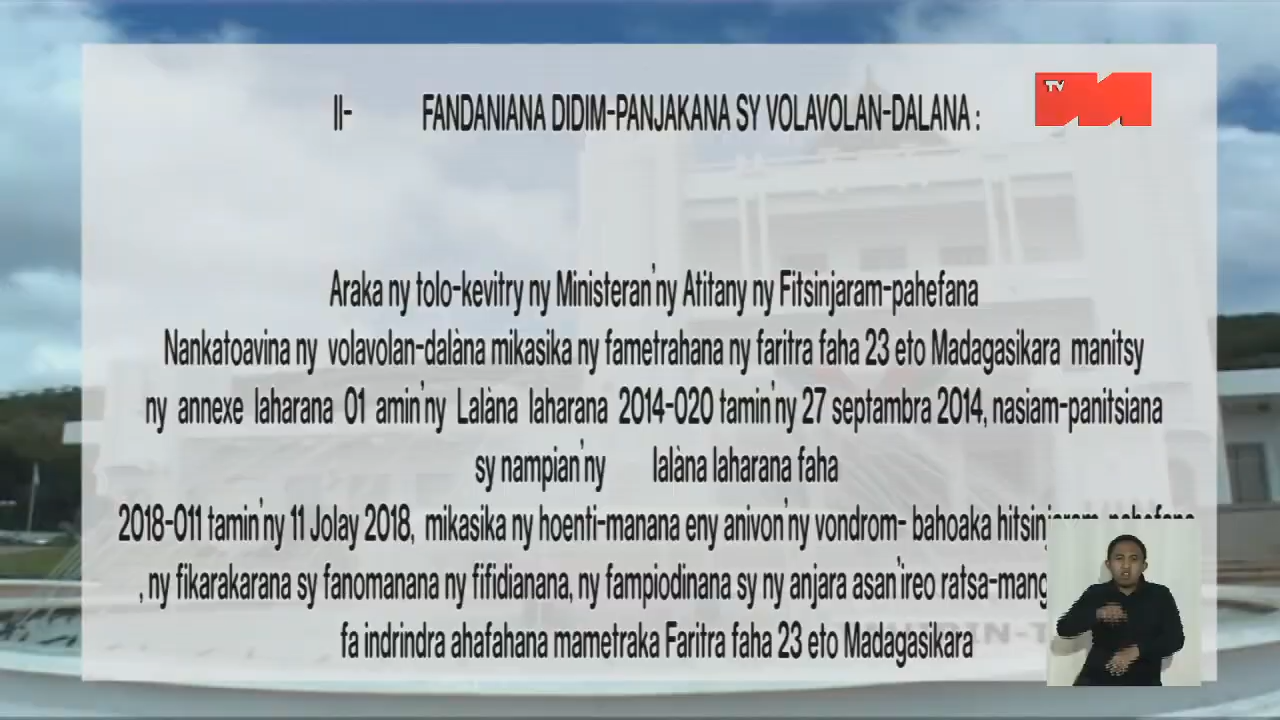 TV M
II- FANDANIANA DIDIM-PANJAKANA SY VOLAVOLAN-DALANA :
Araka ny tolo-kevitry ny Ministeran'ny Atitany ny Fitsinjaram-pahefana
Nankatoavina ny volavolan-dalàna mikasika ny fametrahana ny faritra faha 23 eto Madagasikara manitsy
ny annexe laharana 01 amin'ny Lalàna laharana 2014-020 tamin'ny 27 septambra 2014, nasiam-panitsiana
sy nampian'ny lalàna laharana faha
2018-011 tamin'ny 11 Jolay 2018, mikasika ny hoenti-manana eny anivon'ny vondrom- bahoaka
, ny fikarakarana sy fanomanana ny fifidianana, ny fampiodinana sy ny anjara asan'ireo
fa indrindra ahafahana mametraka Faritra faha 23 eto Madagasikara